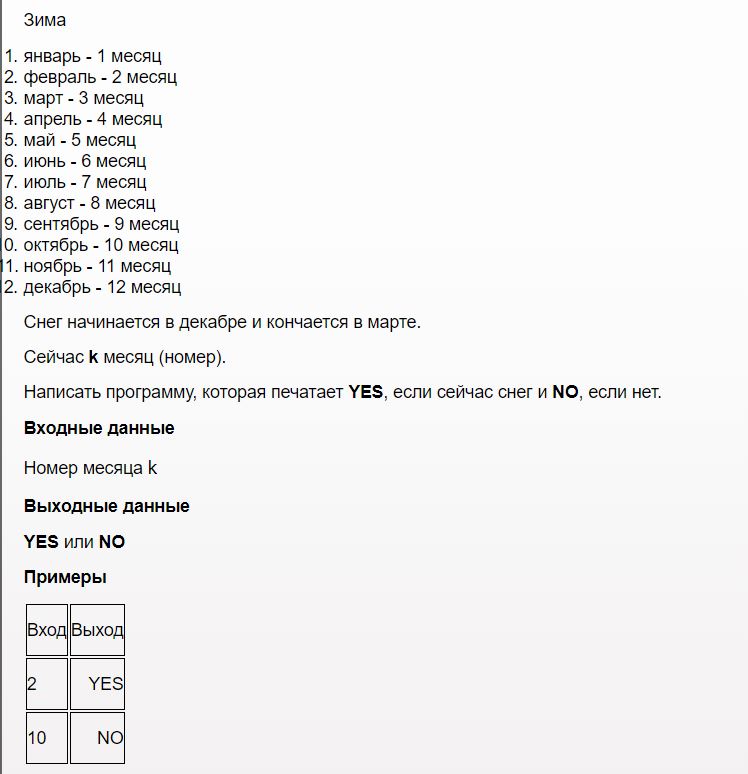 Зима
1. январь - 1 месяц
2. февраль - 2 месяц
3. март - 3 месяц
4. апрель - 4 месяц
5. май - 5 месяц
6. июнь - 6 месяц
7. июль - 7 месяц
8. август - 8 месяц
9. сентябрь - 9 месяц
0. октябрь - 10 месяц
11. ноябрь - 11 месяц
2. декабрь - 12 месяц
Снег начинается в декабре и кончается в марте.
Сейчас k месяц (номер).
Написать программу, которая печатает YES, если сейчас снег и NO, если нет.
Входные данные
Номер месяца k
Выходные данные
YES или NO
Примеры
Вход Выход
2 YES
10 NO